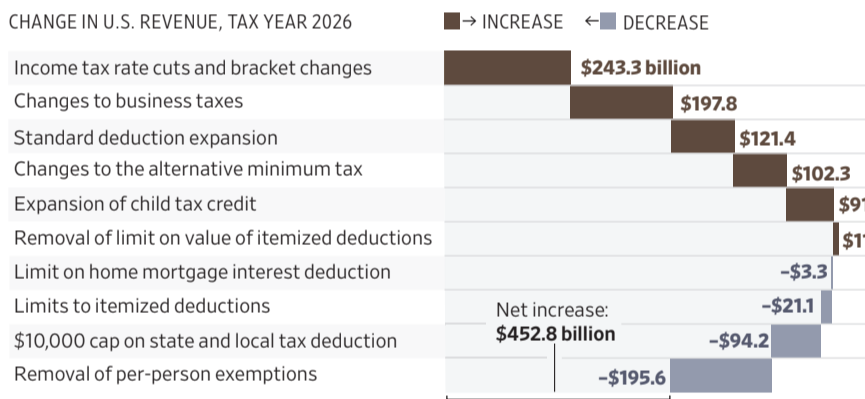 CHANGE IN U.S. REVENUE, TAX YEAR 2026 → INCREASE ← DECREASE
Income tax rate cuts and bracket changes $243.3 billion
Changes to business taxes $197.8
Standard deduction expansion $121.4
Changes to the alternative minimum tax $102.3
Expansion of child tax credit
Removal of limit on value of itemized deductions
Limit on home mortgage interest deduction –$3.3
Limits to itemized deductions –$21.1
Net increase:
$10,000 cap on state and local tax deduction $452.8 billion –$94.2
Removal of per-person exemptions –$195.6